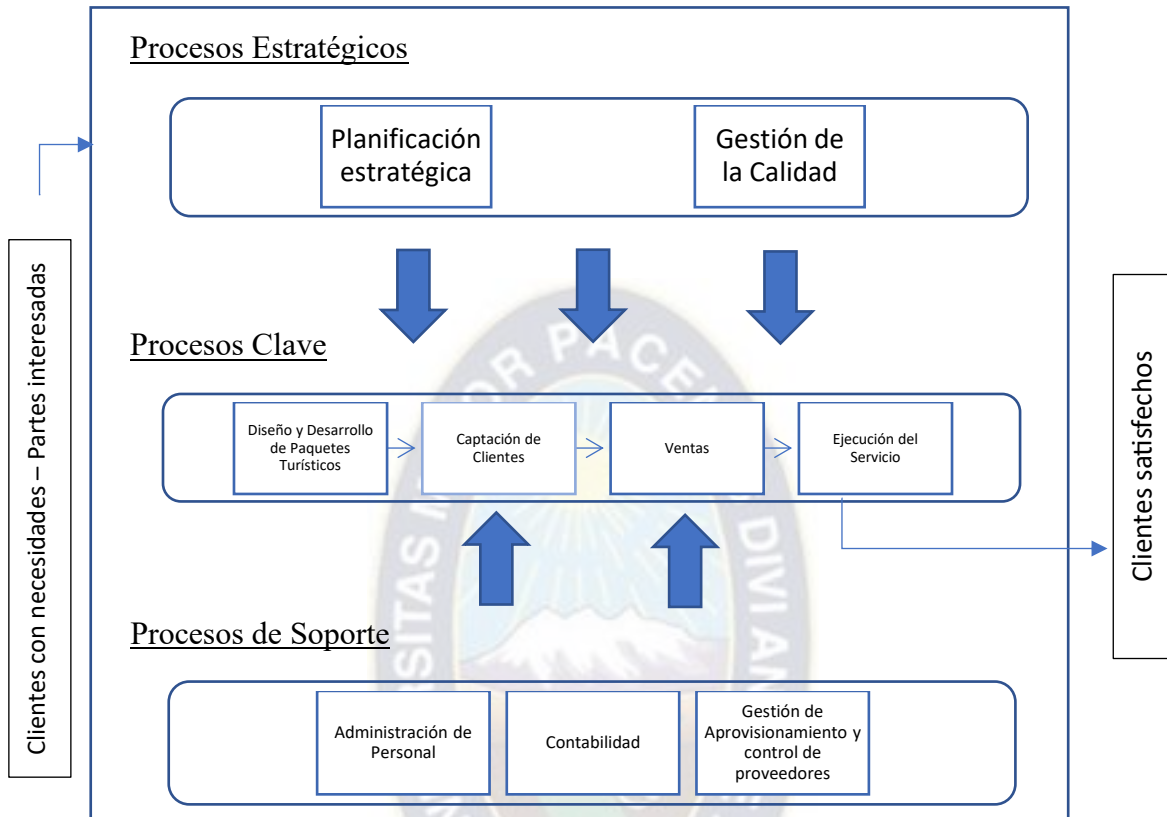 Procesos Estratégicos
Planificación
estratégica
Gestión de
la Calidad
Clientes con necesidades – Partes interesadas
Procesos Clave
Diseño y Desarrollo
de Paquetes
Turísticos
Captación de
Clientes
Ventas
Ejecución del
Servicio
Clientes satisfechos
Procesos de Soporte
Administración de
Personal
Contabilidad
Gestión de
Aprovisionamiento y
control de
proveedores